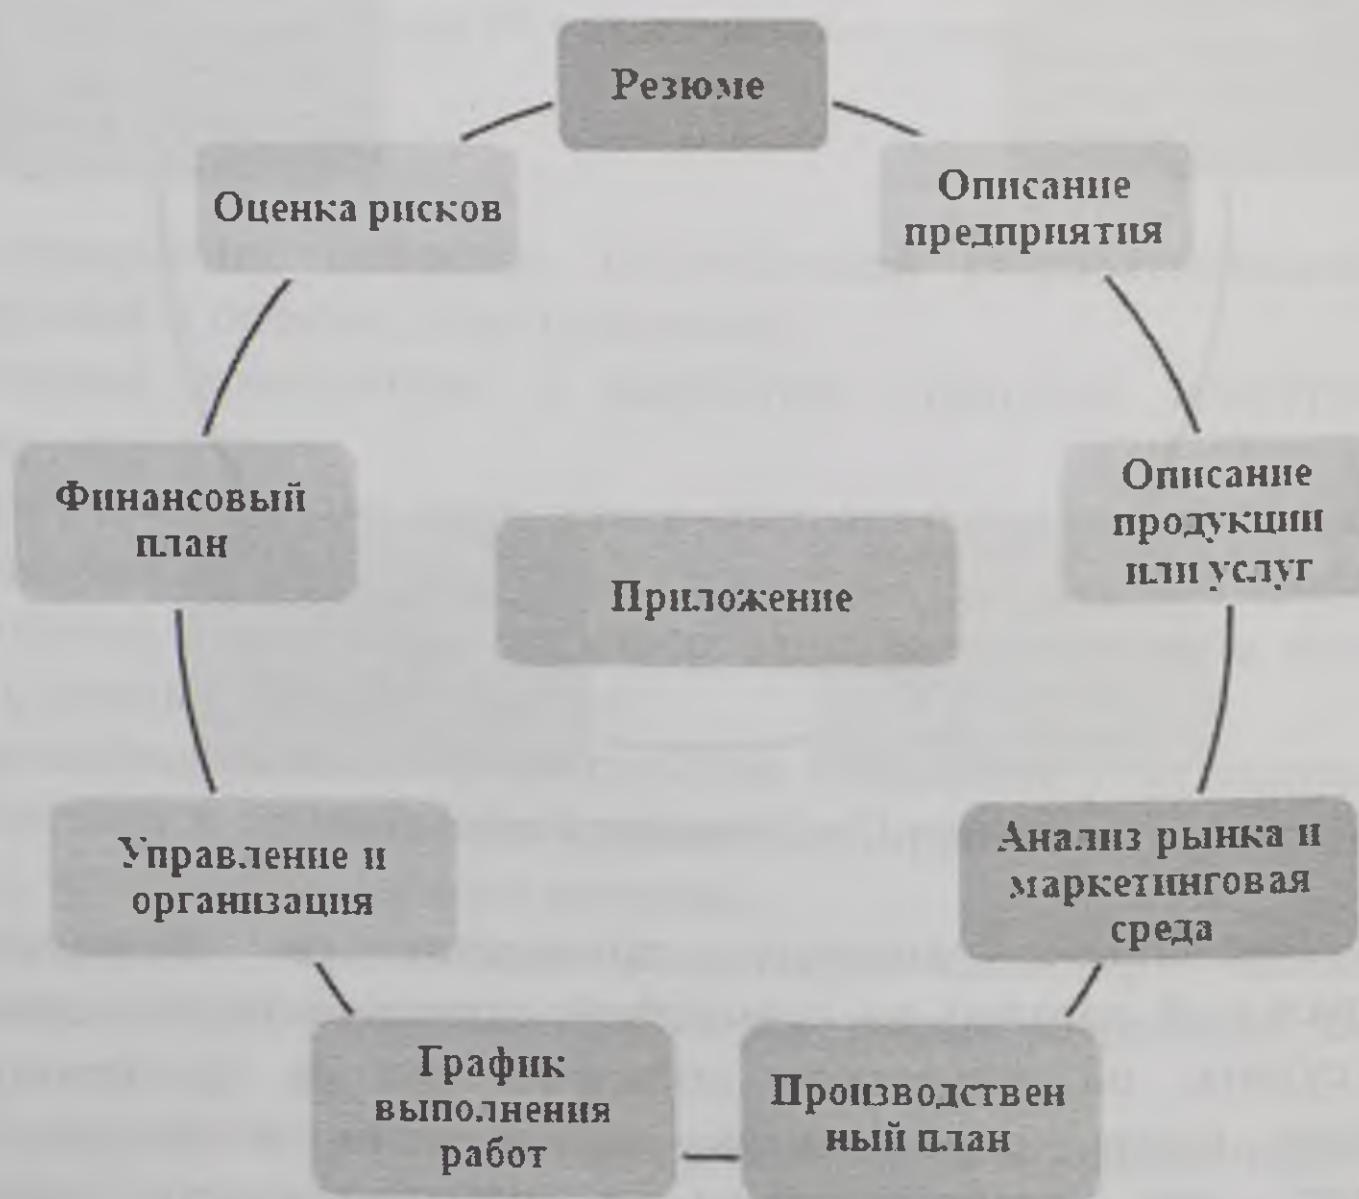 Резюме
Описание
предприятия
Описание
продукции
или услуг
Анализ рынка и
маркетинговая
среда
Производствен
ный план
График
выполнения
работ
Управление и
организация
Финансовый
план
Оценка рисков
Приложение